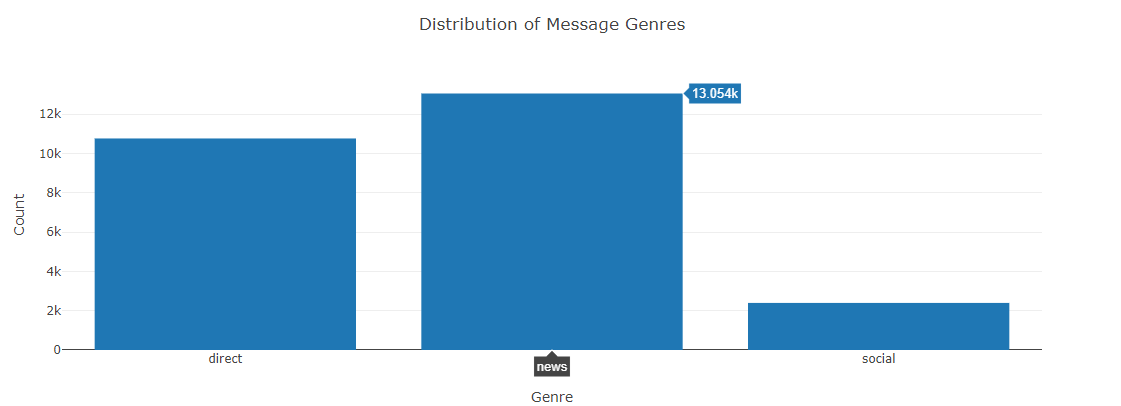 Distribution of Message Genres
13.054k
12k
10k
8k
6k
4k
2k
0
Count
direct
news
social
Genre